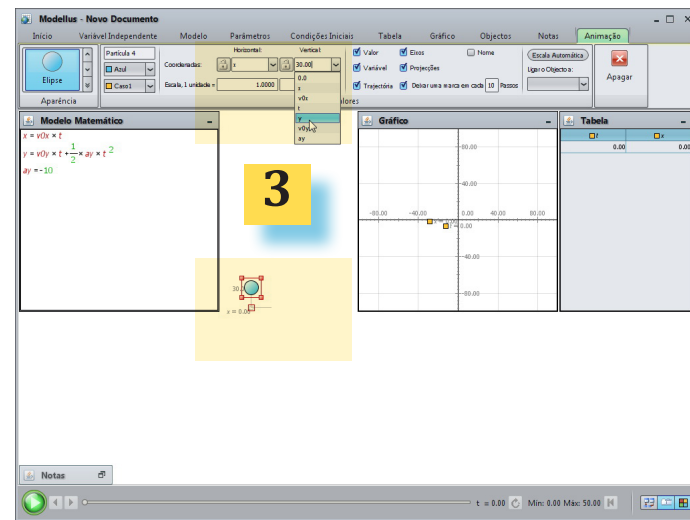 Modellus - Novo Documento
Início Variável Independente Modelo Parâmetros Condições Iniciais Tabela Gráfico Objectos Notas Animação
Elipse
Aparência
Partícula 4
Azul
Caso1
Horizontal: Vertical:
Coordenadas: x 30.00
Escala, 1 unidade = 1.0000
0.0
x
v0x
t
y
v0y
ay
Valor Eixos Nome
Variável Projecções
Trajectória Deixar uma marca em cada 10 Passos
Escala Automática
Ligar o Objecto a:
Apagar
Modelo Matemático
x = v0x × t
y = v0y × t + 1/2 × ay × t 2
ay = -10
3
x = 0.00
Gráfico
80.00
40.00
-80.00 -40.00 0.00 40.00 80.00
-40.00
-80.00
Tabela
t x
0.00 0.00
Notas
t = 0.00 Mín: 0.00 Máx: 50.00